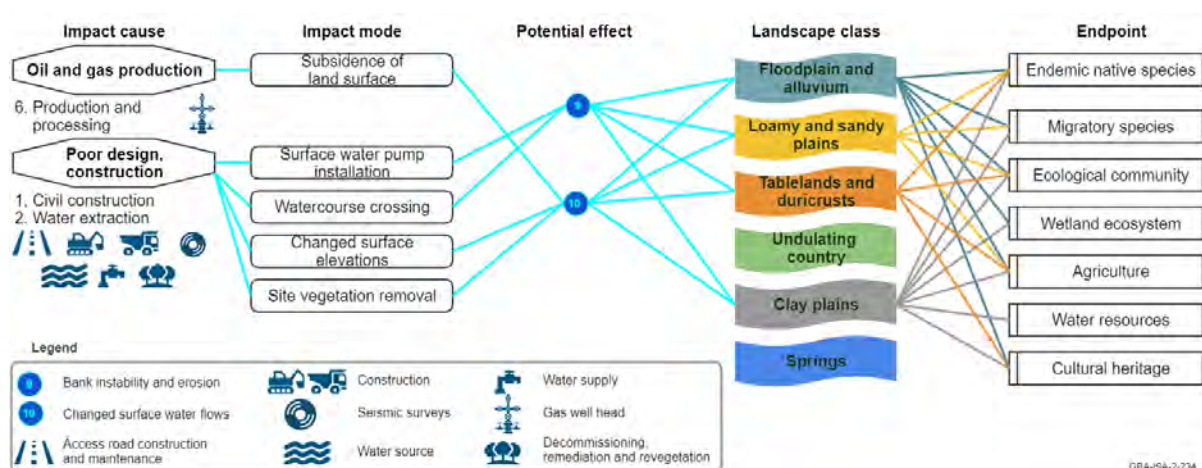 Impact cause
Impact mode
Potential effect
Landscape class
Endpoint
Oil and gas production
6. Production and
processing
Poor design,
construction
1. Civil construction
2. Water extraction
Subsidence of
land surface
Surface water pump
installation
Watercourse crossing
Changed surface
elevations
Site vegetation removal
9
10
Floodplain and
alluvium
Loamy and sandy
plains
Tablelands and
duricrusts
Undulating
country
Clay plains
Springs
Endemic native species
Migratory species
Ecological community
Wetland ecosystem
Agriculture
Water resources
Cultural heritage
Legend
9 Bank instability and erosion
10 Changed surface water flows
Access road construction
and maintenance
Construction
Seismic surveys
Water source
Water supply
Gas well head
Decommissioning,
remediation and revegetation
GBA-ISA-2-234